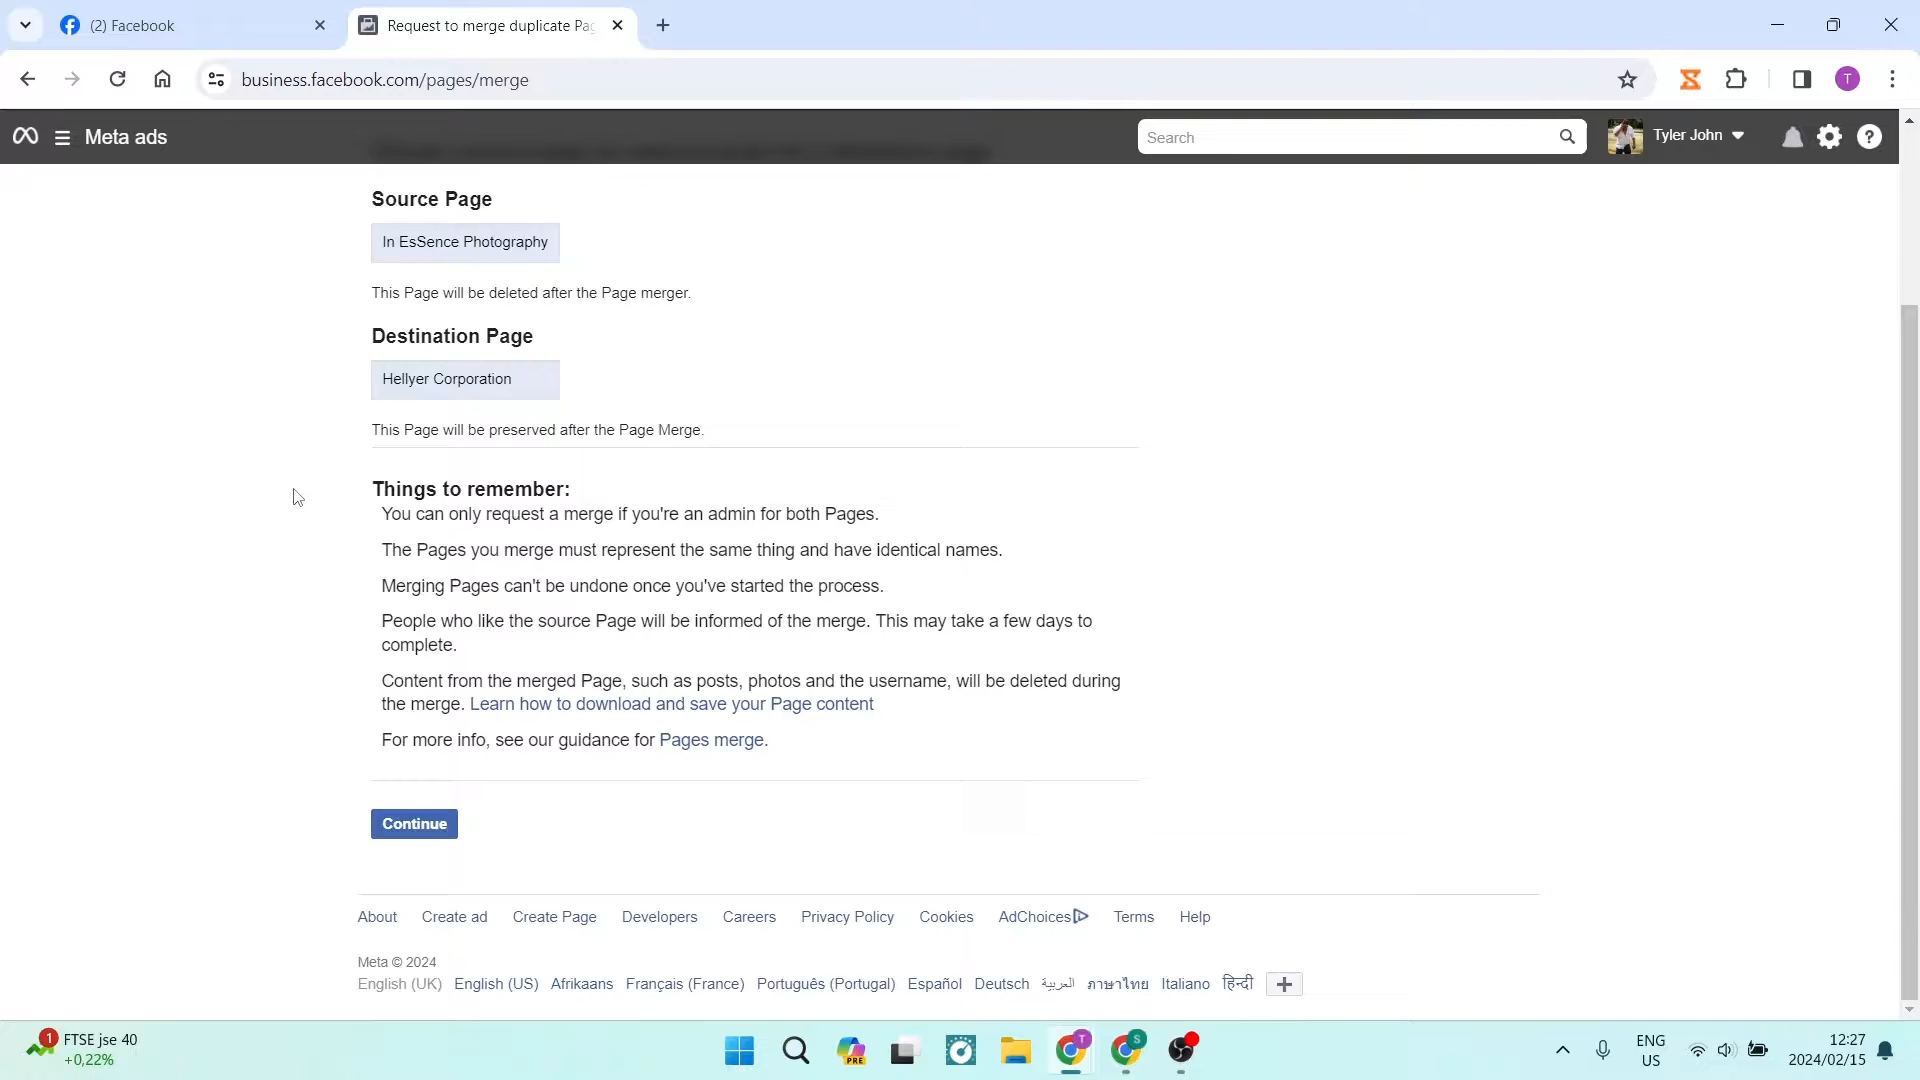 (2) Facebook
Request to merge duplicate Pag
business.facebook.com/pages/merge
T
Meta ads
Search
Tyler John
Source Page
In EsSence Photography
This Page will be deleted after the Page merger.
Destination Page
Hellyer Corporation
This Page will be preserved after the Page Merge.
Things to remember:
You can only request a merge if you're an admin for both Pages.
The Pages you merge must represent the same thing and have identical names.
Merging Pages can't be undone once you've started the process.
People who like the source Page will be informed of the merge. This may take a few days to
complete.
Content from the merged Page, such as posts, photos and the username, will be deleted during
the merge. Learn how to download and save your Page content
For more info, see our guidance for Pages merge.
Continue
About Create ad Create Page Developers Careers Privacy Policy Cookies AdChoices Terms Help
Meta © 2024
English (UK) English (US) Afrikaans Français (France) Português (Portugal) Español Deutsch العربية ภาษาไทย Italiano हिन्दी
1 FTSE jse 40
+0,22%
PRE
T
S
ENG
US
12:27
2024/02/15